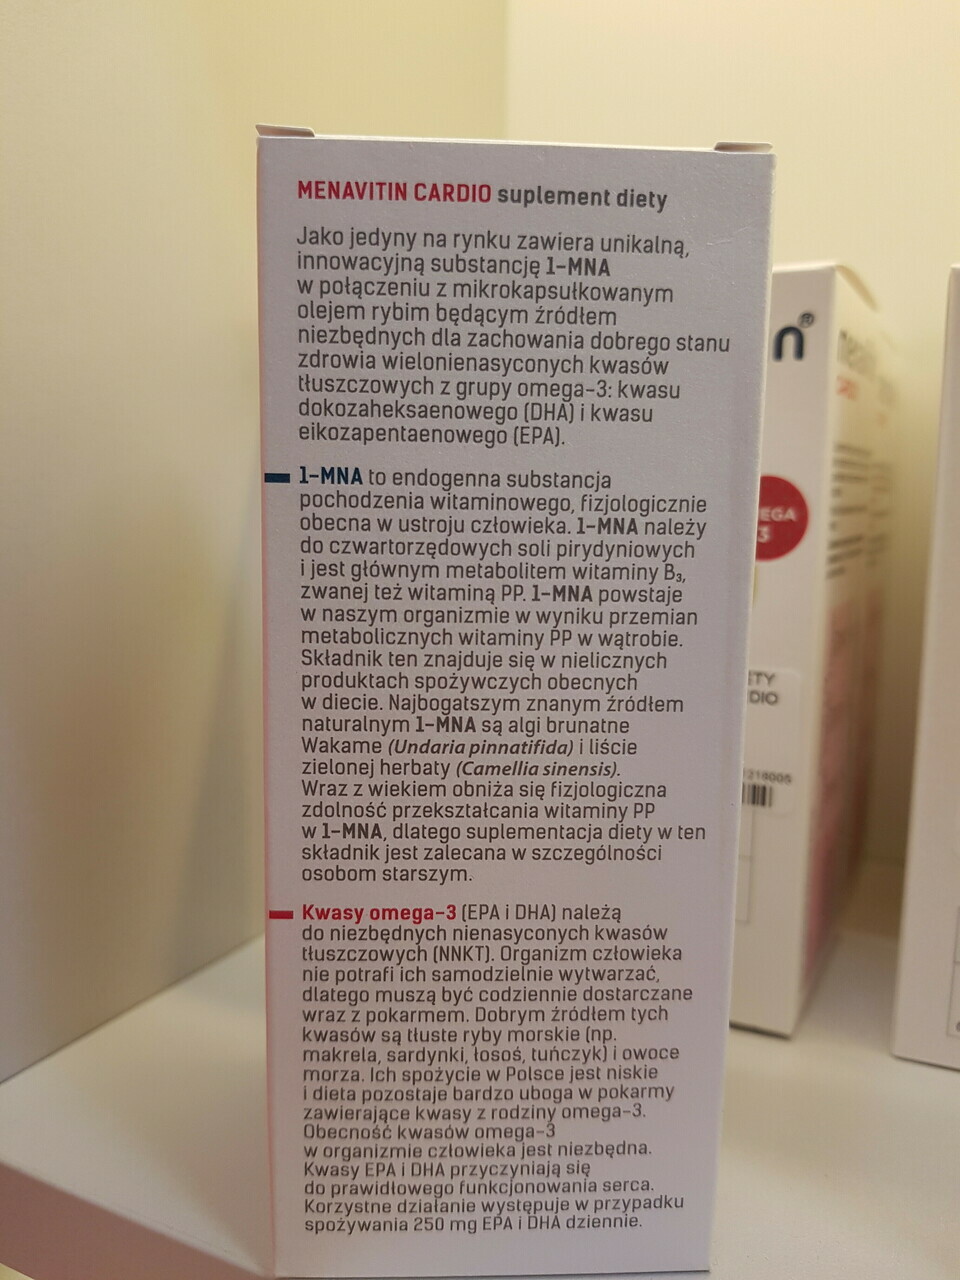 MENAVITIN CARDIO suplement diety
Jako jedyny na rynku zawiera unikalną,
innowacyjną substancję 1-MNA
w połączeniu z mikrokapsułkowanym
olejem rybim będącym źródłem
niezbędnych dla zachowania dobrego stanu
zdrowia wielonienasyconych kwasów
tłuszczowych z grupy omega-3: kwasu
dokozaheksaenowego (DHA) i kwasu
eikozapentaenowego (EPA).
1-MNA to endogenna substancja
pochodzenia witaminowego, fizjologicznie
obecna w ustroju człowieka. 1-MNA należy
do czwartorzędowych soli pirydyniowych
i jest głównym metabolitem witaminy B₃,
zwanej też witaminą PP. 1-MNA powstaje
w naszym organizmie w wyniku przemian
metabolicznych witaminy PP w wątrobie.
Składnik ten znajduje się w nielicznych
produktach spożywczych obecnych
w diecie. Najbogatszym znanym źródłem
naturalnym 1-MNA są algi brunatne
Wakame (Undaria pinnatifida) i liście
zielonej herbaty (Camellia sinensis).
Wraz z wiekiem obniża się fizjologiczna
zdolność przekształcania witaminy PP
w 1-MNA, dlatego suplementacja diety w ten
składnik jest zalecana w szczególności
osobom starszym.
Kwasy omega-3 (EPA i DHA) należą
do niezbędnych nienasyconych kwasów
tłuszczowych (NNKT). Organizm człowieka
nie potrafi ich samodzielnie wytwarzać,
dlatego muszą być codziennie dostarczane
wraz z pokarmem. Dobrym źródłem tych
kwasów są tłuste ryby morskie (np.
makrela, sardynki, łosoś, tuńczyk) i owoce
morza. Ich spożycie w Polsce jest niskie
i dieta pozostaje bardzo uboga w pokarmy
zawierające kwasy z rodziny omega-3.
Obecność kwasów omega-3
w organizmie człowieka jest niezbędna.
Kwasy EPA i DHA przyczyniają się
do prawidłowego funkcjonowania serca.
Korzystne działanie występuje w przypadku
spożywania 250 mg EPA i DHA dziennie.
n®
EGA
3
ETY
DIO
218005